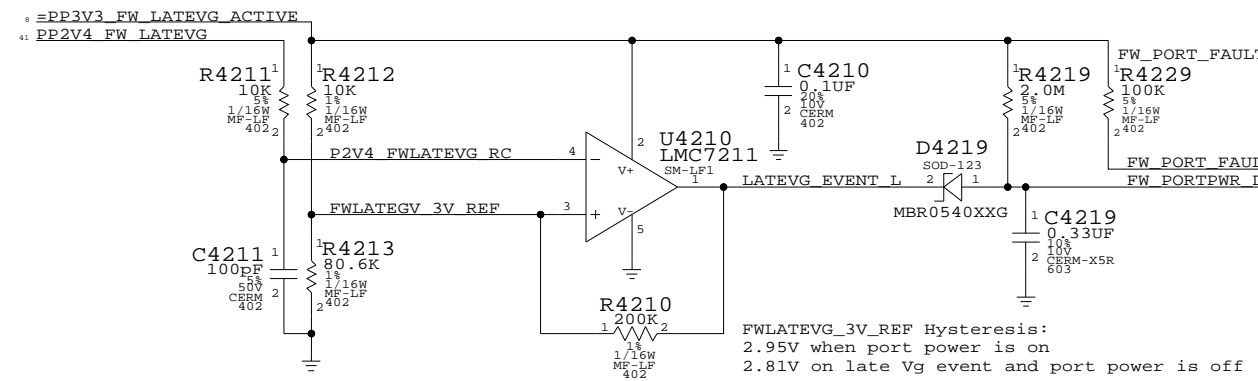 8 =PP3V3_FW_LATEVG_ACTIVE
41 PP2V4_FW_LATEVG
FW_PORT_FAULT
R4211
10K
5%
1/16W
MF-LF
402
1
2
R4212
10K
1%
1/16W
MF-LF
402
1
2
C4210
0.1UF
20%
10V
CERM
402
1
2
R4219
2.0M
5%
1/16W
MF-LF
402
1
2
R4229
100K
5%
1/16W
MF-LF
402
1
2
U4210
LMC7211
SM-LF1
V+
V-
2
4
3
1
5
P2V4_FWLATEVG_RC
FWLATEGV_3V_REF
LATEVG_EVENT_L
D4219
SOD-123
2 1
MBR0540XXG
FW_PORT_FAUL
FW_PORTPWR_D
C4219
0.33UF
10%
10V
CERM-X5R
603
1
2
C4211
100pF
5%
50V
CERM
402
1
2
R4213
80.6K
1%
1/16W
MF-LF
402
1
2
R4210
200K
1 2
1%
1/16W
MF-LF
402
FWLATEVG_3V_REF Hysteresis:
2.95V when port power is on
2.81V on late Vg event and port power is off